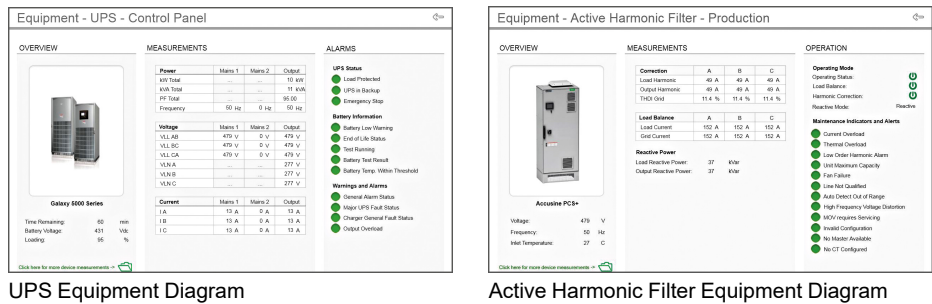 Equipment - UPS - Control Panel
OVERVIEW
Galaxy 5000 Series
Time Remaining: 60 min
Battery Voltage: 431 Vdc
Loading: 95 %
Click here for more device measurements ->
MEASUREMENTS
Power Mains 1 Mains 2 Output
kW Total ... ... 10 kW
kVA Total ... ... 11 kVA
PF Total ... ... 95.00
Frequency 50 Hz 0 Hz 50 Hz
Voltage Mains 1 Mains 2 Output
VLL AB 479 V 0 V 479 V
VLL BC 479 V 0 V 479 V
VLL CA 479 V 0 V 479 V
VLN A ... ... 277 V
VLN B ... ... 277 V
VLN C ... ... 277 V
Current Mains 1 Mains 2 Output
I A 13 A 0 A 13 A
I B 13 A 0 A 13 A
I C 13 A 0 A 13 A
ALARMS
UPS Status
Load Protected
UPS in Backup
Emergency Stop
Battery Information
Battery Low Warning
End of Life Status
Test Running
Battery Test Result
Battery Temp. Within Threshold
Warnings and Alarms
General Alarm Status
Major UPS Fault Status
Charger General Fault Status
Output Overload
UPS Equipment Diagram
Equipment - Active Harmonic Filter - Production
OVERVIEW
Accusine PCS+
Voltage: 479 V
Frequency: 50 Hz
Inlet Temperature: 27 C
Click here for more device measurements ->
MEASUREMENTS
Correction A B C
Load Harmonic 49 A 49 A 49 A
Output Harmonic 49 A 49 A 49 A
THDI Grid 11.4 % 11.4 % 11.4 %
Load Balance A B C
Load Current 152 A 152 A 152 A
Grid Current 152 A 152 A 152 A
Reactive Power
Load Reactive Power: 37 kVar
Output Reactive Power: 37 kVar
OPERATION
Operating Mode
Operating Status:
Load Balance:
Harmonic Correction:
Reactive Mode: Reactive
Maintenance Indicators and Alerts
Current Overload
Thermal Overload
Low Order Harmonic Alarm
Unit Maximum Capacity
Fan Failure
Line Not Qualified
Auto Detect Out of Range
High Frequency Voltage Distortion
MOV requires Servicing
Invalid Configuration
No Master Available
No CT Configured
Active Harmonic Filter Equipment Diagram